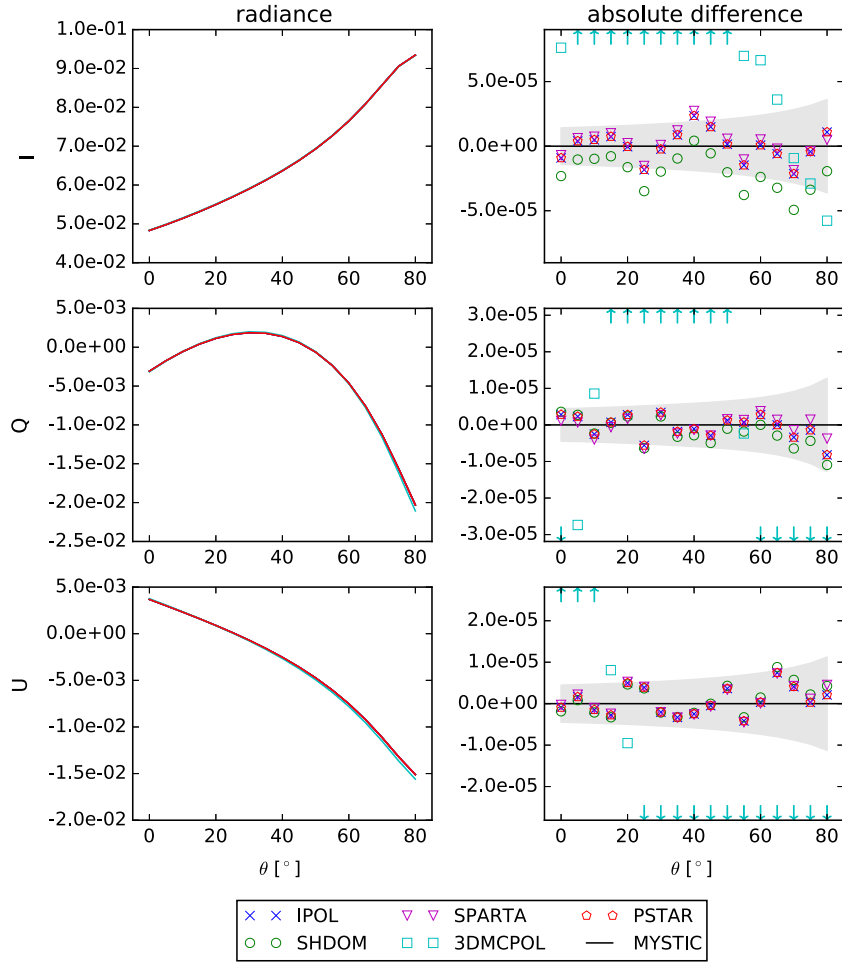 radiance
absolute difference
1.0e-01
9.0e-02
8.0e-02
7.0e-02
6.0e-02
5.0e-02
4.0e-02
I
0 20 40 60 80
5.0e-05
0.0e+00
-5.0e-05
0 20 40 60 80
5.0e-03
0.0e+00
-5.0e-03
-1.0e-02
-1.5e-02
-2.0e-02
-2.5e-02
Q
0 20 40 60 80
3.0e-05
2.0e-05
1.0e-05
0.0e+00
-1.0e-05
-2.0e-05
-3.0e-05
0 20 40 60 80
5.0e-03
0.0e+00
-5.0e-03
-1.0e-02
-1.5e-02
-2.0e-02
U
0 20 40 60 80
θ [°]
2.0e-05
1.0e-05
0.0e+00
-1.0e-05
-2.0e-05
0 20 40 60 80
θ [°]
IPOL SPARTA PSTAR
SHDOM 3DMCPOL MYSTIC